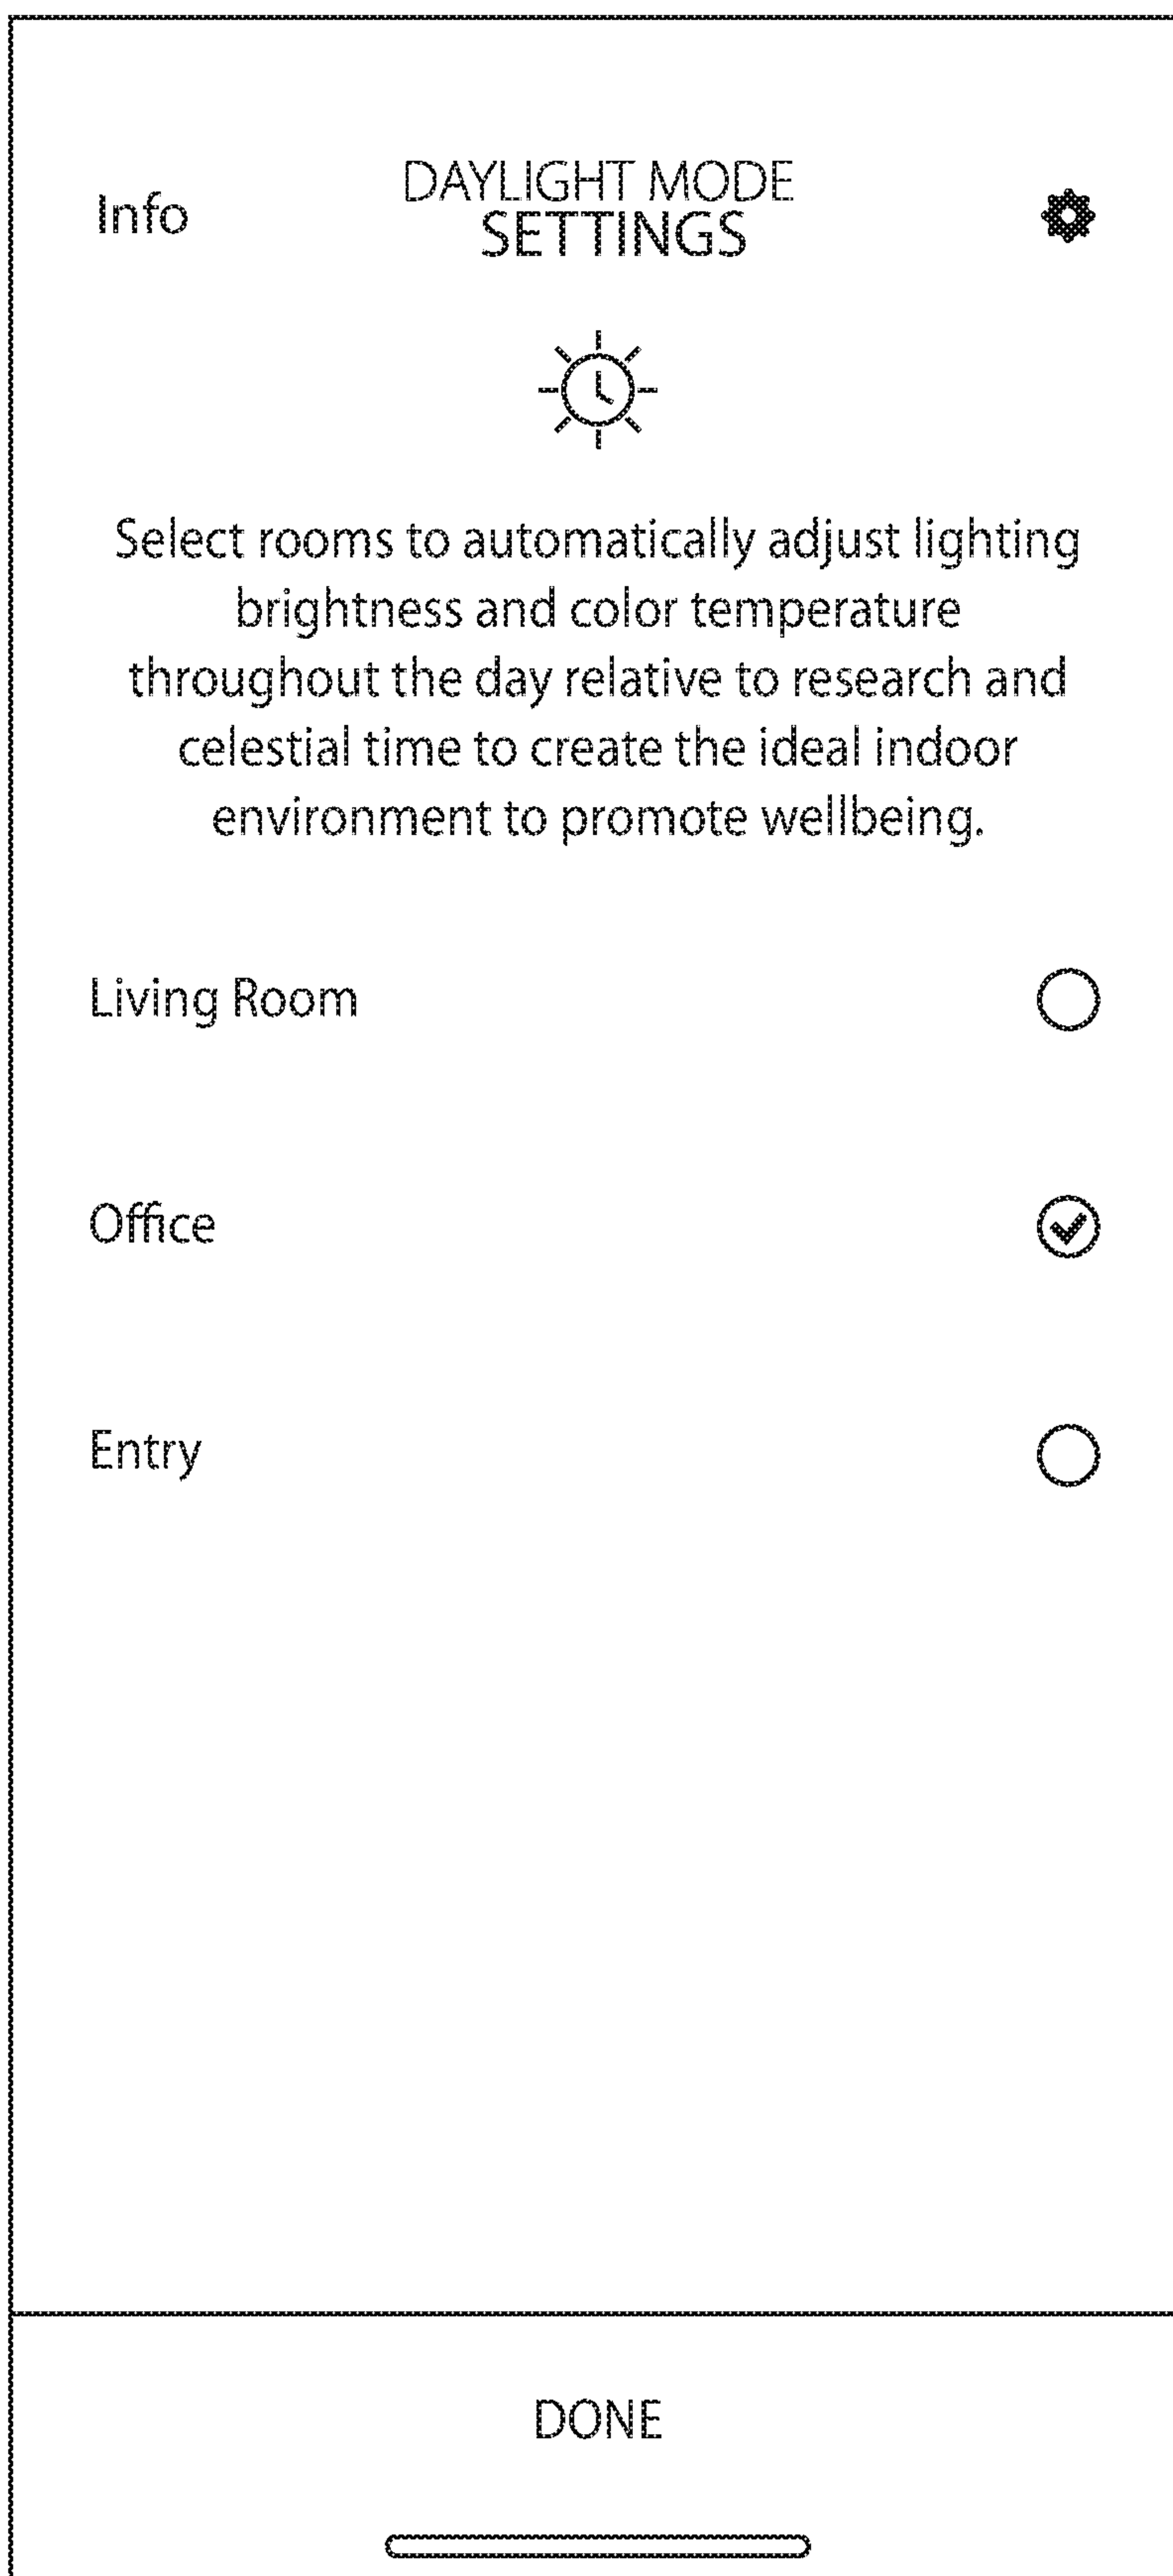 Info
DAYLIGHT MODE
SETTINGS
Select rooms to automatically adjust lighting
brightness and color temperature
throughout the day relative to research and
celestial time to create the ideal indoor
environment to promote wellbeing.
Living Room
Office
Entry
DONE